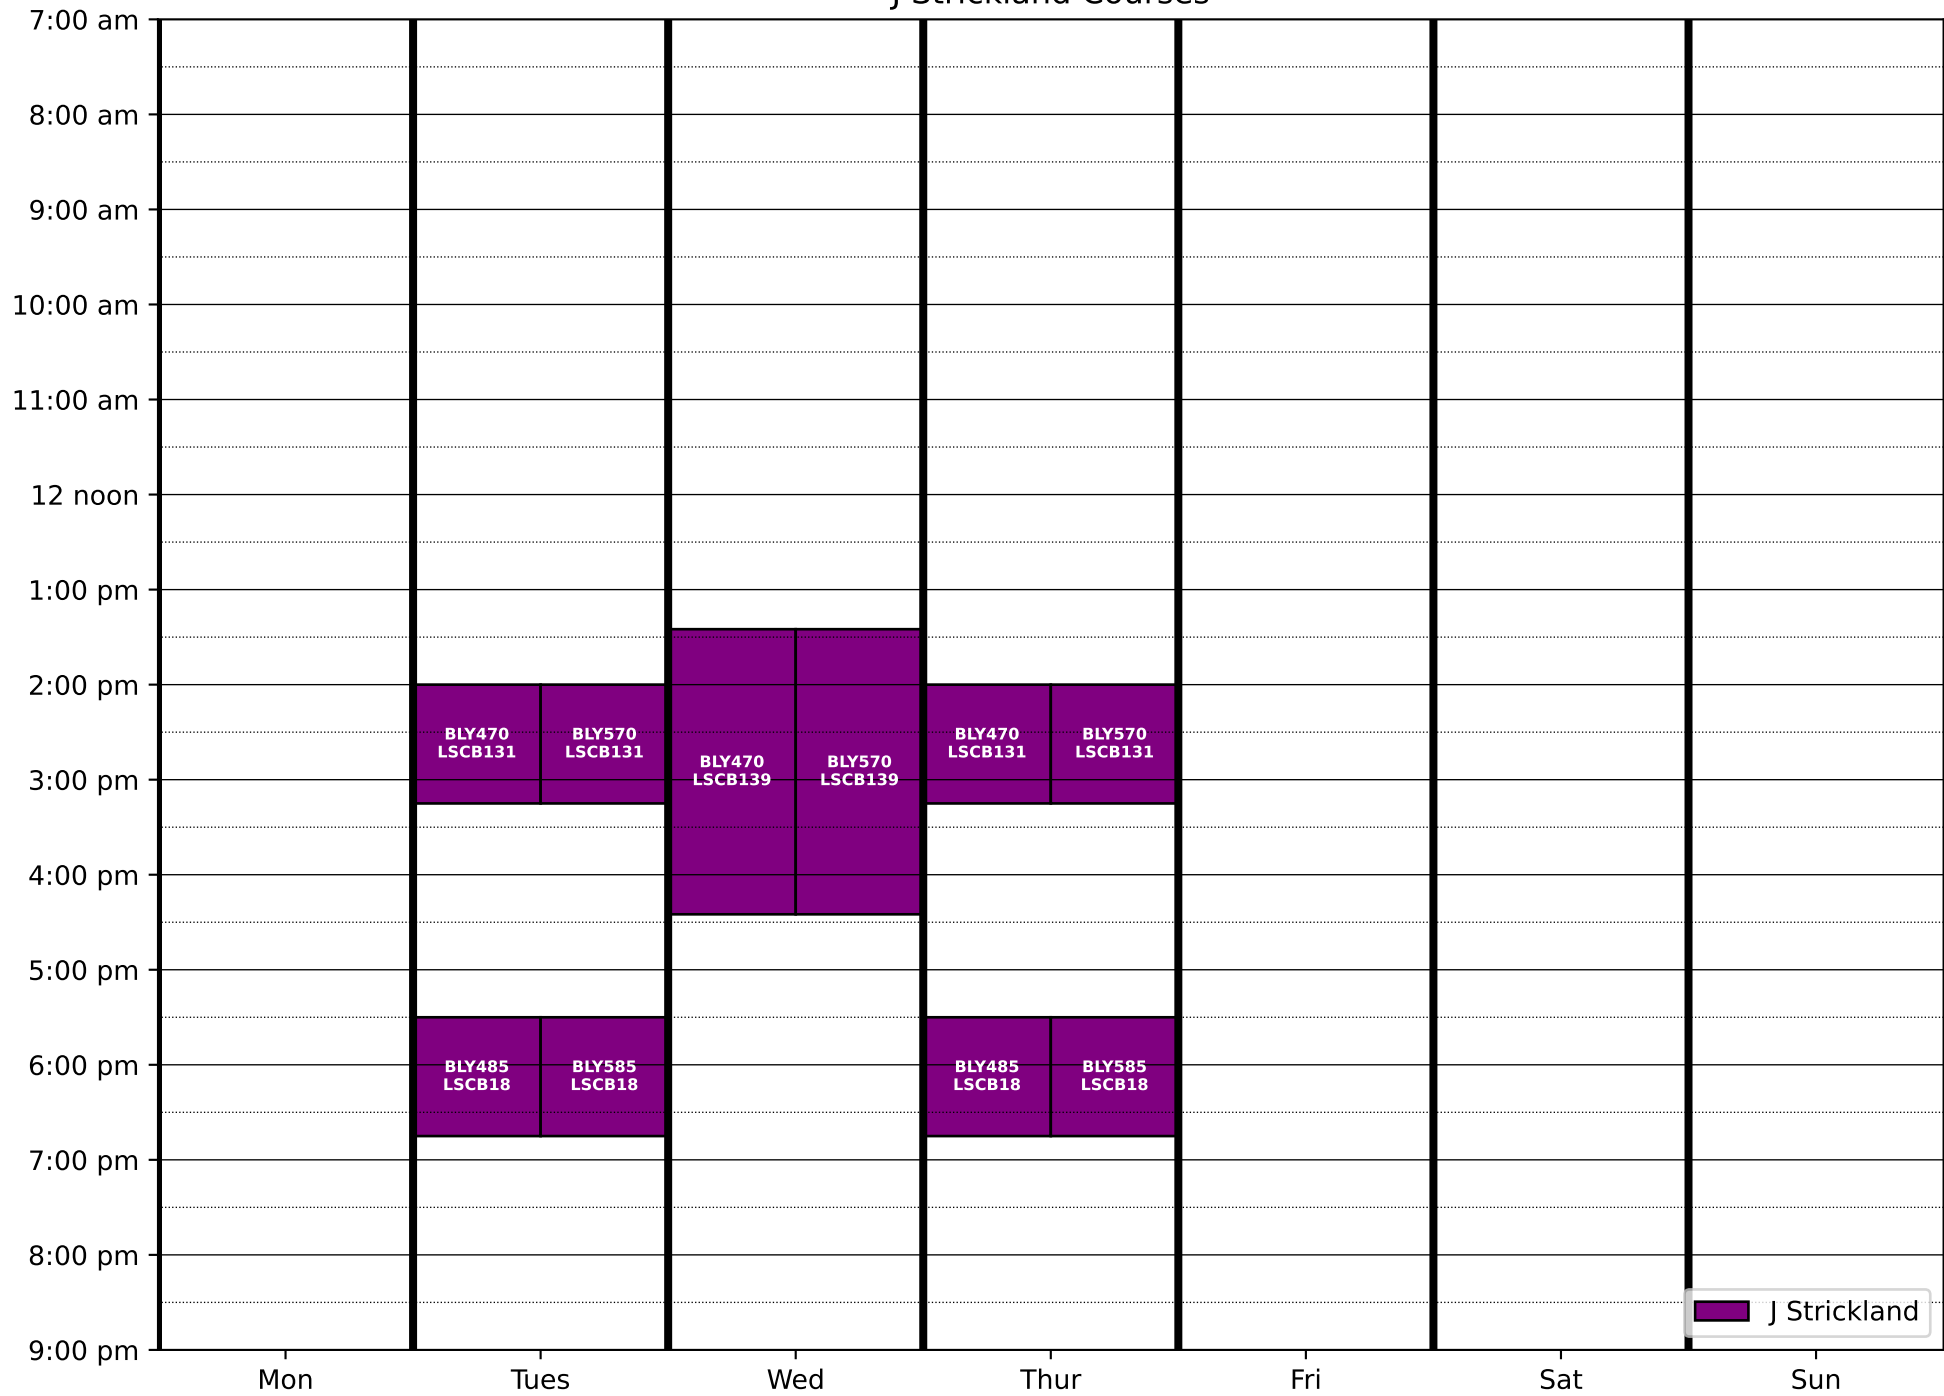 J Strickland Courses
7:00 am
8:00 am
9:00 am
10:00 am
11:00 am
12 noon
1:00 pm
2:00 pm
3:00 pm
4:00 pm
5:00 pm
6:00 pm
7:00 pm
8:00 pm
9:00 pm
BLY470
LSCB131
BLY570
LSCB131
BLY470
LSCB139
BLY570
LSCB139
BLY470
LSCB131
BLY570
LSCB131
BLY485
LSCB18
BLY585
LSCB18
BLY485
LSCB18
BLY585
LSCB18
J Strickland
Mon
Tues
Wed
Thur
Fri
Sat
Sun